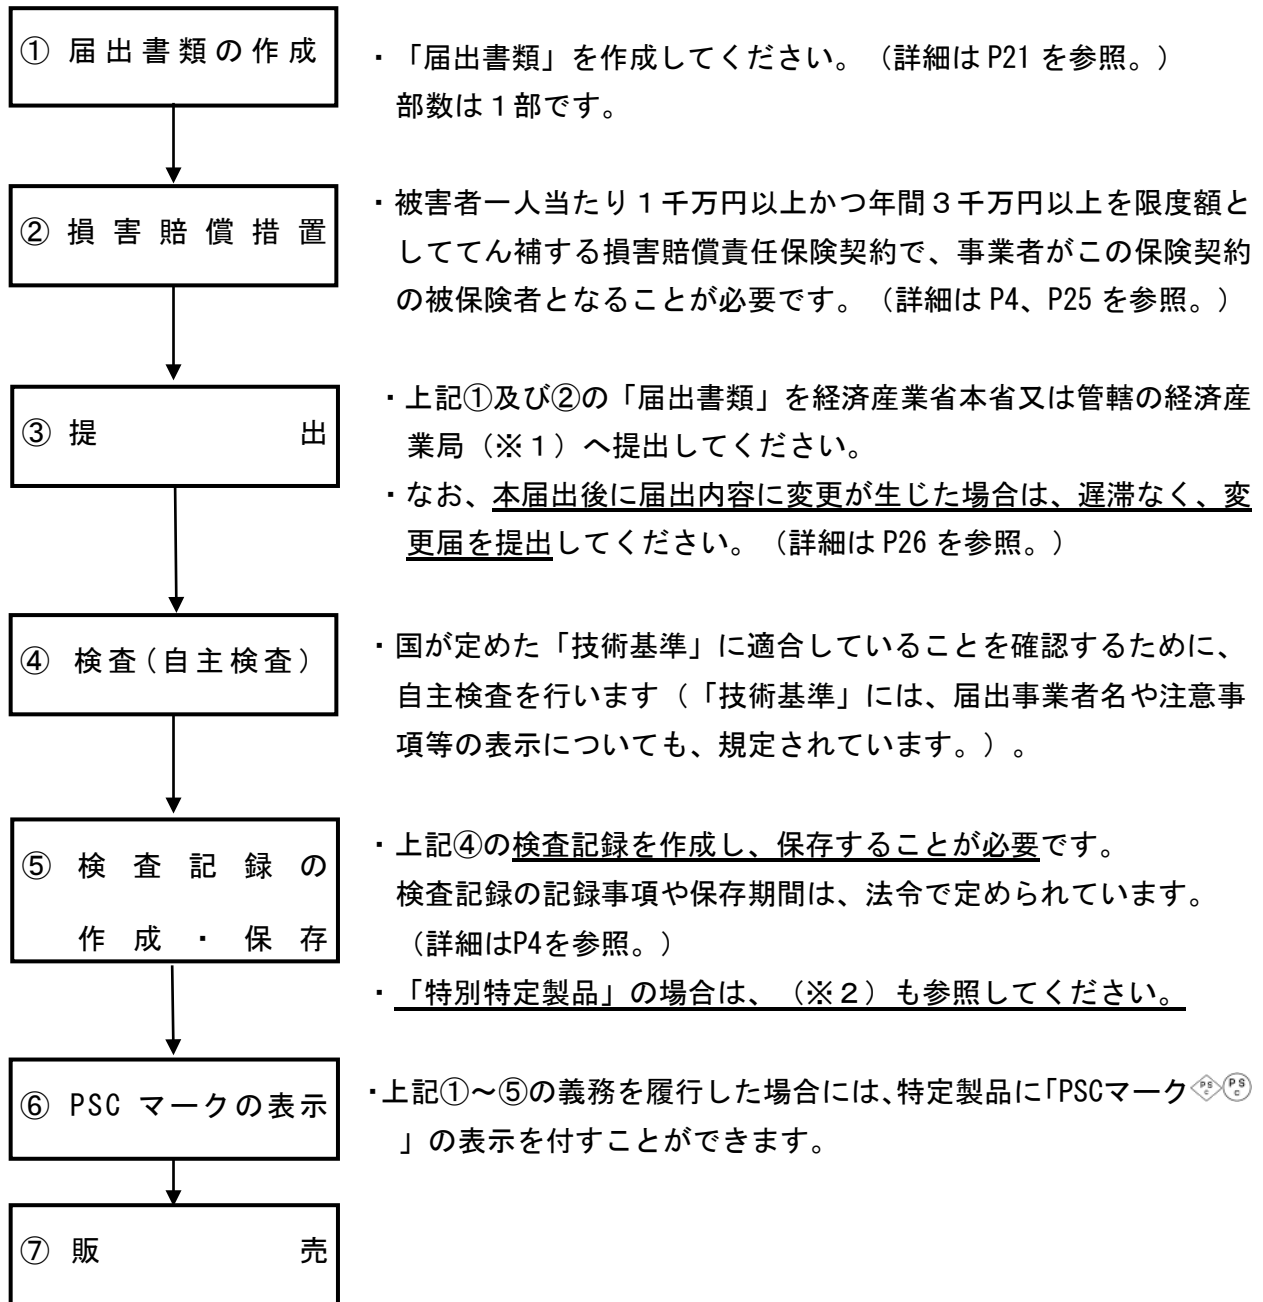 ① 届出書類の作成
・「届出書類」を作成してください。（詳細は P21 を参照。）
部数は１部です。
② 損害賠償措置
・被害者一人当たり１千万円以上かつ年間３千万円以上を限度額と
しててん補する損害賠償責任保険契約で、事業者がこの保険契約
の被保険者となることが必要です。（詳細は P4、P25 を参照。）
③ 提出
・上記①及び②の「届出書類」を経済産業省本省又は管轄の経済産
業局（※１）へ提出してください。
・なお、本届出後に届出内容に変更が生じた場合は、遅滞なく、変
更届を提出してください。（詳細は P26 を参照。）
④ 検査（自主検査）
・国が定めた「技術基準」に適合していることを確認するために、
自主検査を行います（「技術基準」には、届出事業者名や注意事
項等の表示についても、規定されています。）。
⑤ 検査記録の
作成・保存
・上記④の検査記録を作成し、保存することが必要です。
検査記録の記録事項や保存期間は、法令で定められています。
（詳細はP4を参照。）
・「特別特定製品」の場合は、（※２）も参照してください。
⑥ PSC マークの表示
・上記①～⑤の義務を履行した場合には、特定製品に「PSCマーク PS C PS C
」の表示を付すことができます。
⑦ 販売